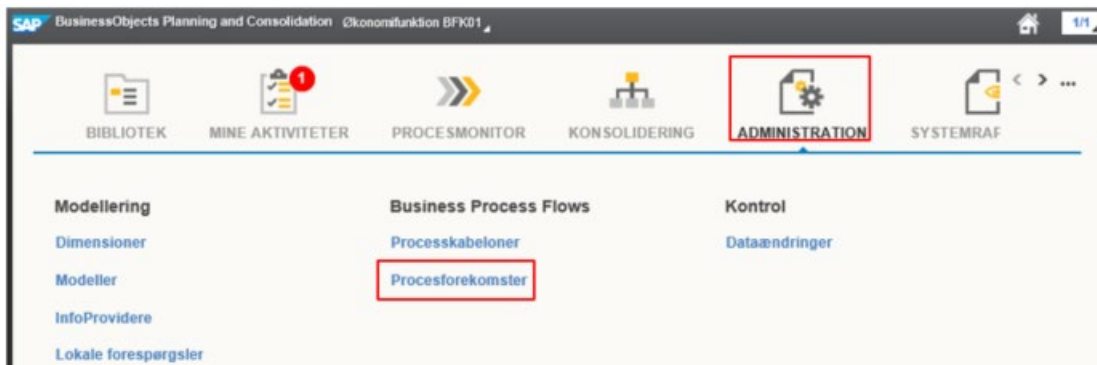 SAP BusinessObjects Planning and Consolidation Økonomifunktion BFK01 1/1
1
BIBLIOTEK MINE AKTIVITETER PROCESMONITOR KONSOLIDERING ADMINISTRATION SYSTEMRAF
Modellering Business Process Flows Kontrol
Dimensioner Processkabeloner Dataændringer
Modeller Procesforekomster
InfoProvidere
Lokale forespørgsler